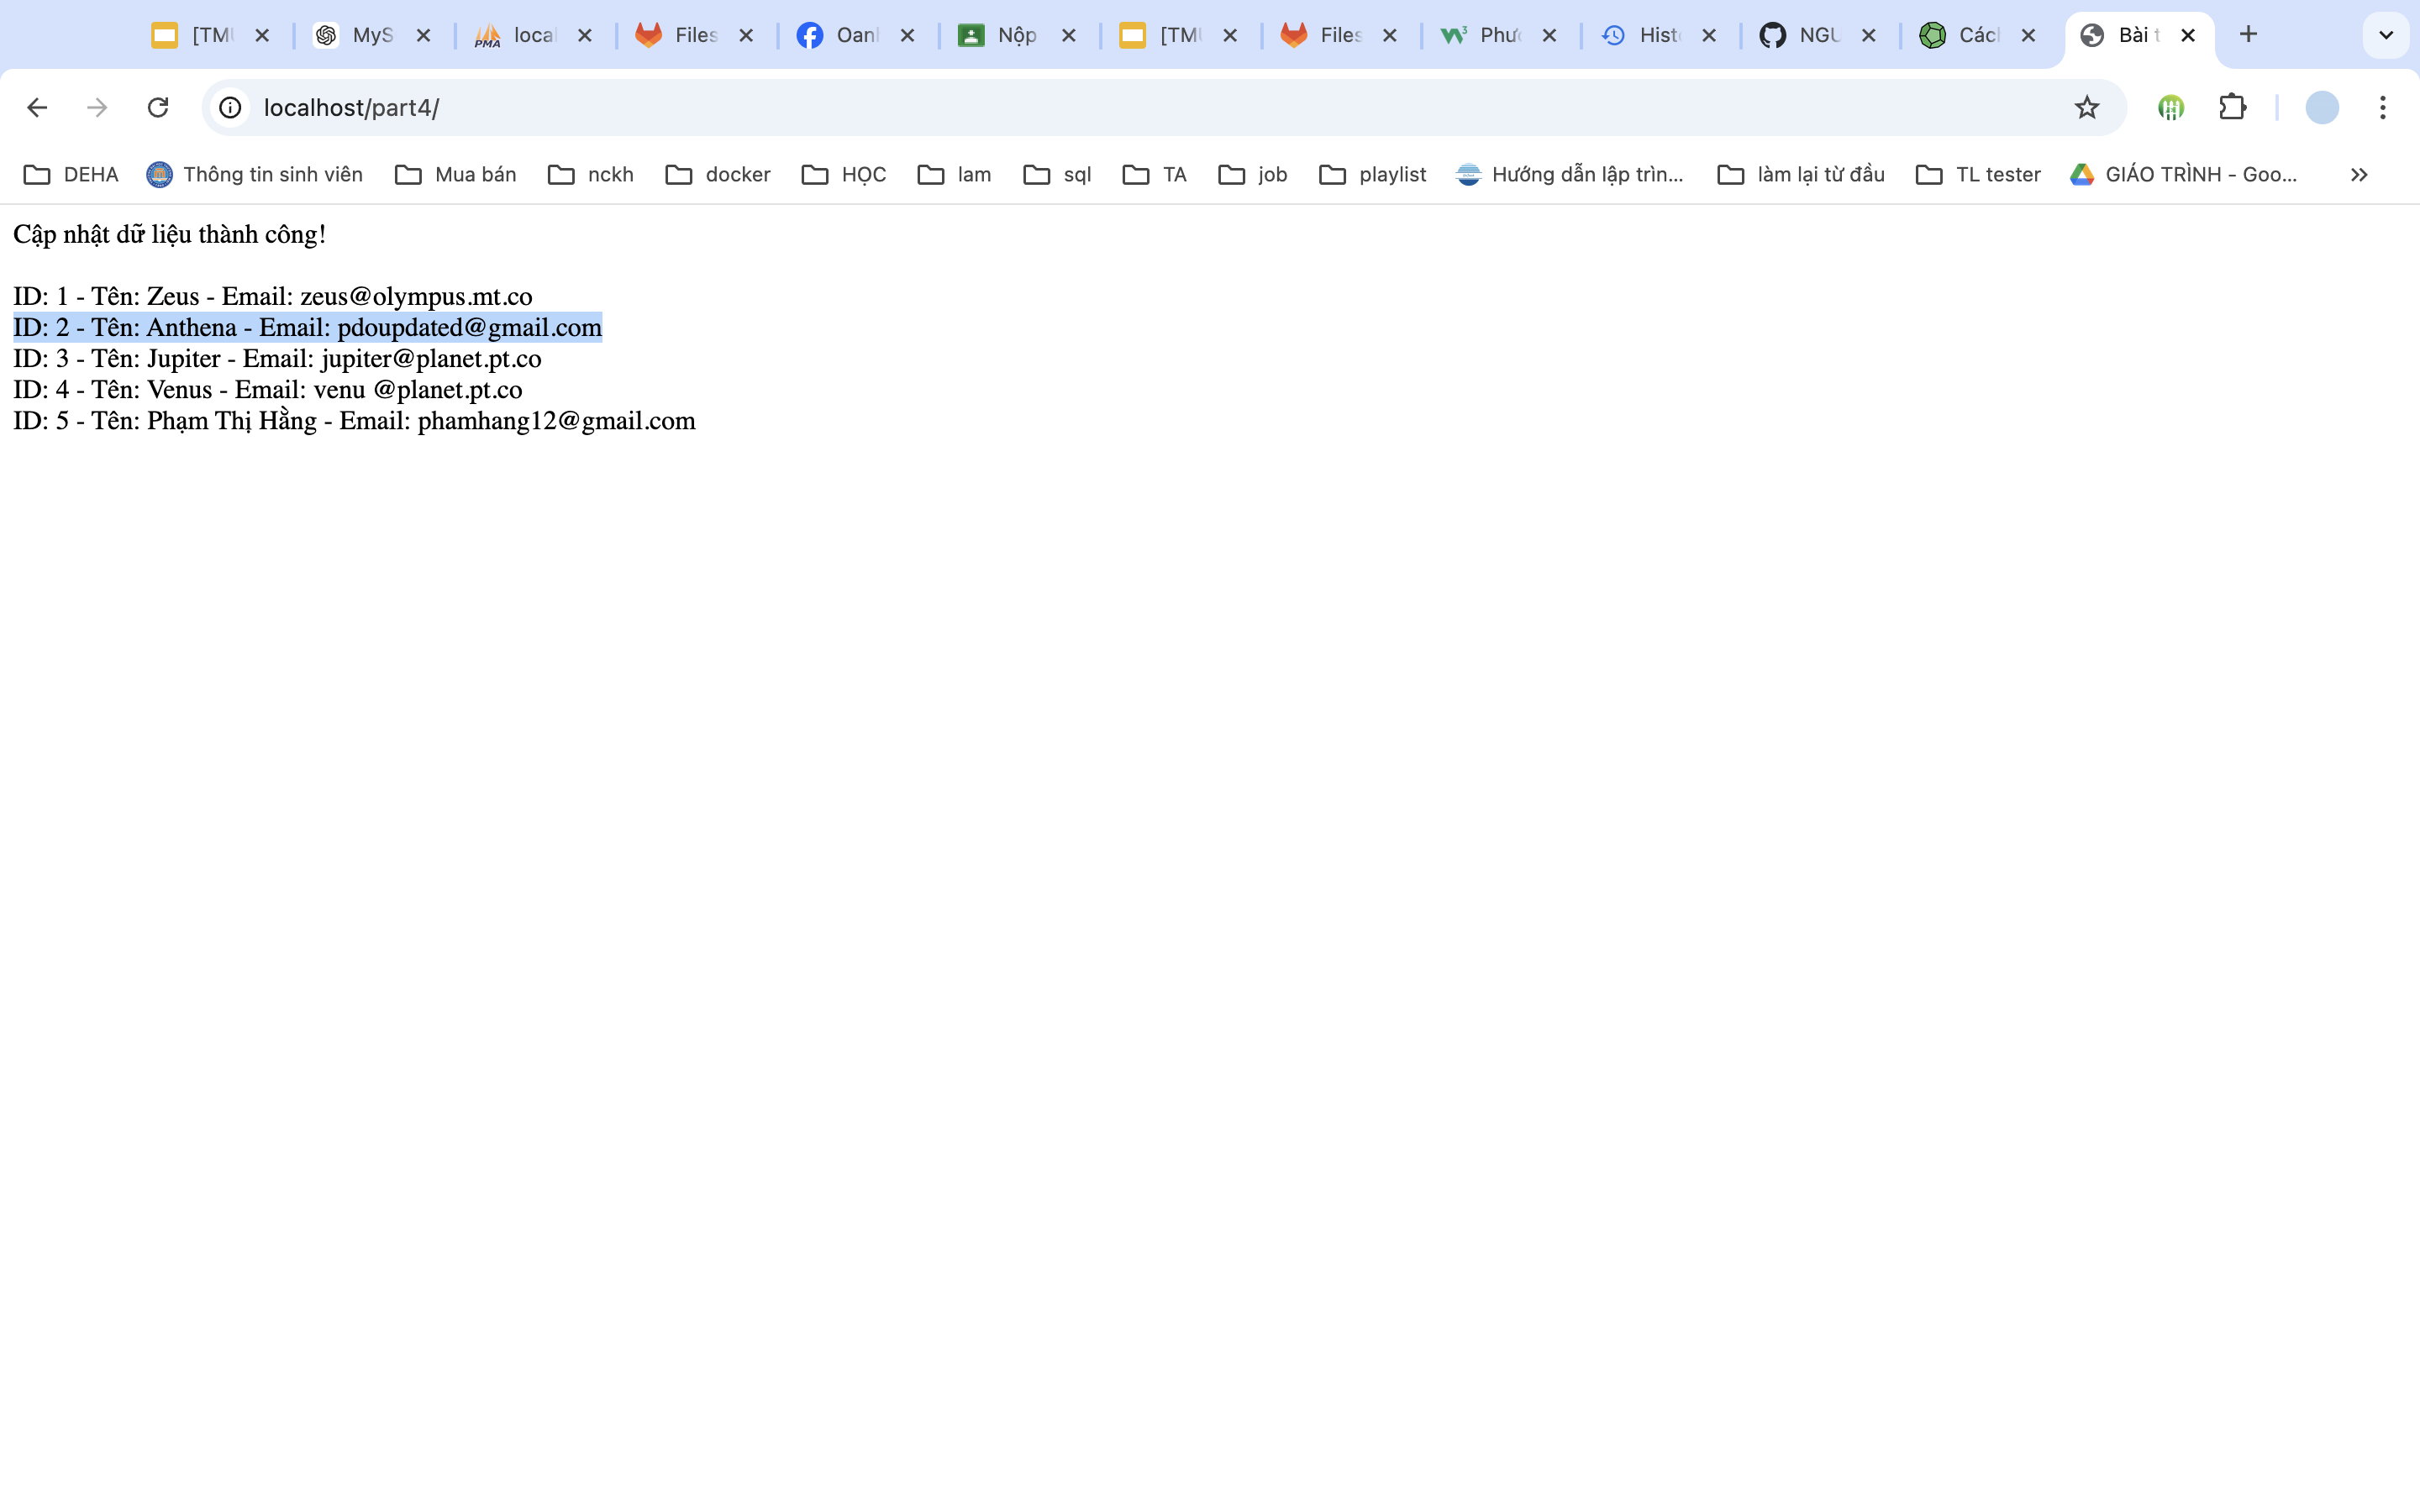 [TM MyS local Files Oanh Nộp [TM Files Phư Hist NGU Các Bài t
localhost/part4/
DEHA Thông tin sinh viên Mua bán nckh docker HỌC lam sql TA job playlist Hướng dẫn lập trìn... làm lại từ đầu TL tester GIÁO TRÌNH - Goo...
Cập nhật dữ liệu thành công!
ID: 1 - Tên: Zeus - Email: zeus@olympus.mt.co
ID: 2 - Tên: Anthena - Email: pdoupdated@gmail.com
ID: 3 - Tên: Jupiter - Email: jupiter@planet.pt.co
ID: 4 - Tên: Venus - Email: venu @planet.pt.co
ID: 5 - Tên: Phạm Thị Hằng - Email: phamhang12@gmail.com